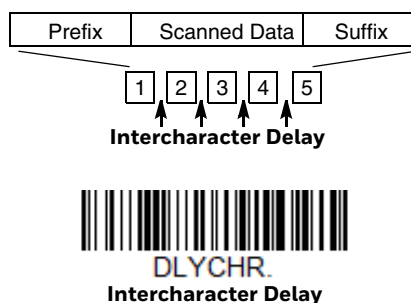 Prefix Scanned Data Suffix
1 2 3 4 5
Intercharacter Delay
DLYCHR.
Intercharacter Delay